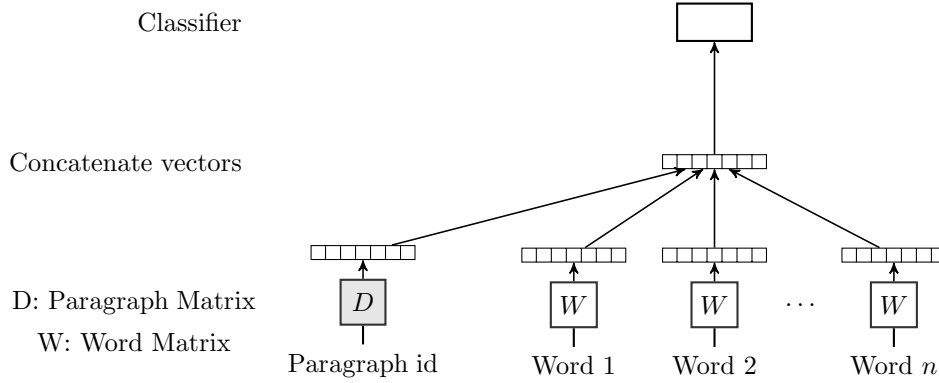 Classifier
Concatenate vectors
D: Paragraph Matrix
D
W
W
...
W
W: Word Matrix
Paragraph id
Word 1
Word 2
Word n